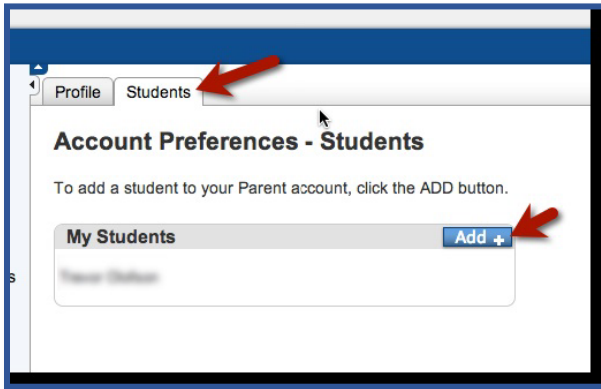 Profile Students
Account Preferences - Students
To add a student to your Parent account, click the ADD button.
My Students Add +
s